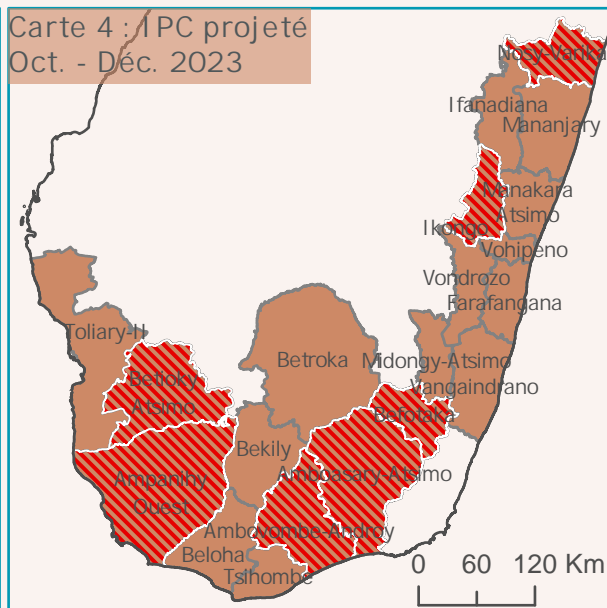 Carte 4 : IPC projeté
Oct. - Déc. 2023
Nosy-Varika
Ifanadiana
Mananjary
Manakara
Atsimo
Ikongo
Vohipeno
Vondrozo
Farafangana
Toliary-II
Betroka
Midongy-Atsimo
Vangaindrano
Betioky
Atsimo
Bofotaka
Bekily
Amboasary-Atsimo
Ampanihy
Ouest
Ambovombe-Androy
Beloha
Tsihombe
0 60 120 Km